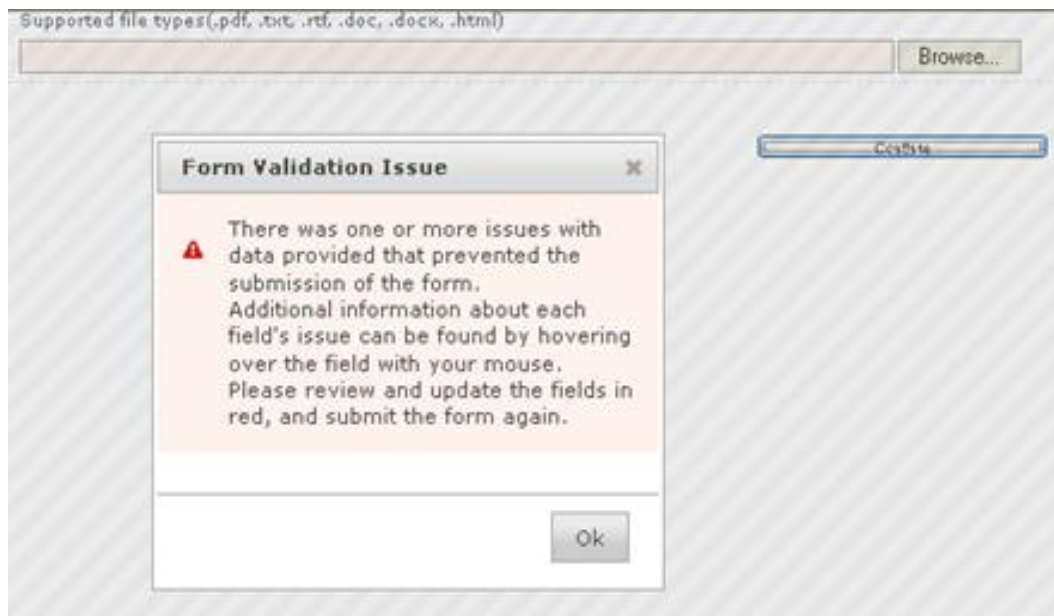 Supported file types(.pdf, .txt, .rtf, .doc, .docx, .html)
Browse...
Form Validation Issue
There was one or more issues with
data provided that prevented the
submission of the form.
Additional information about each
field's issue can be found by hovering
over the field with your mouse.
Please review and update the fields in
red, and submit the form again.
Ok